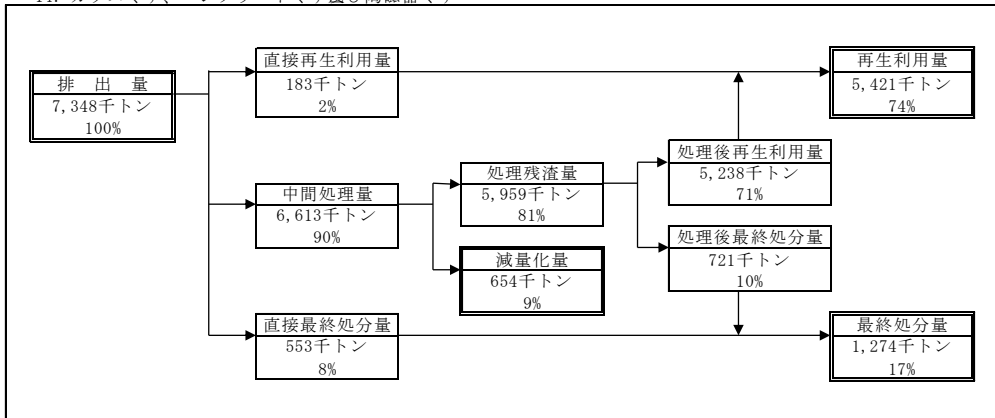 直接再生利用量
183千トン
2%
再生利用量
5,421千トン
74%
排 出 量
7,348千トン
100%
中間処理量
6,613千トン
90%
処理残渣量
5,959千トン
81%
処理後再生利用量
5,238千トン
71%
減量化量
654千トン
9%
処理後最終処分量
721千トン
10%
直接最終処分量
553千トン
8%
最終処分量
1,274千トン
17%